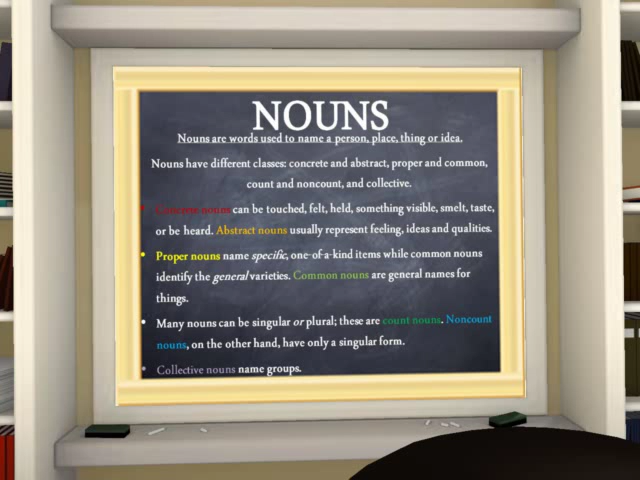 NOUNS
Nouns are words used to name a person, place, thing or idea.
Nouns have different classes: concrete and abstract, proper and common,
count and noncount, and collective.
• Concrete nouns can be touched, felt, held, something visible, smelt, taste,
or be heard. Abstract nouns usually represent feeling, ideas and qualities.
• Proper nouns name specific, one-of-a-kind items while common nouns
identify the general varieties. Common nouns are general names for
things.
• Many nouns can be singular or plural; these are count nouns. Noncount
nouns, on the other hand, have only a singular form.
• Collective nouns name groups.